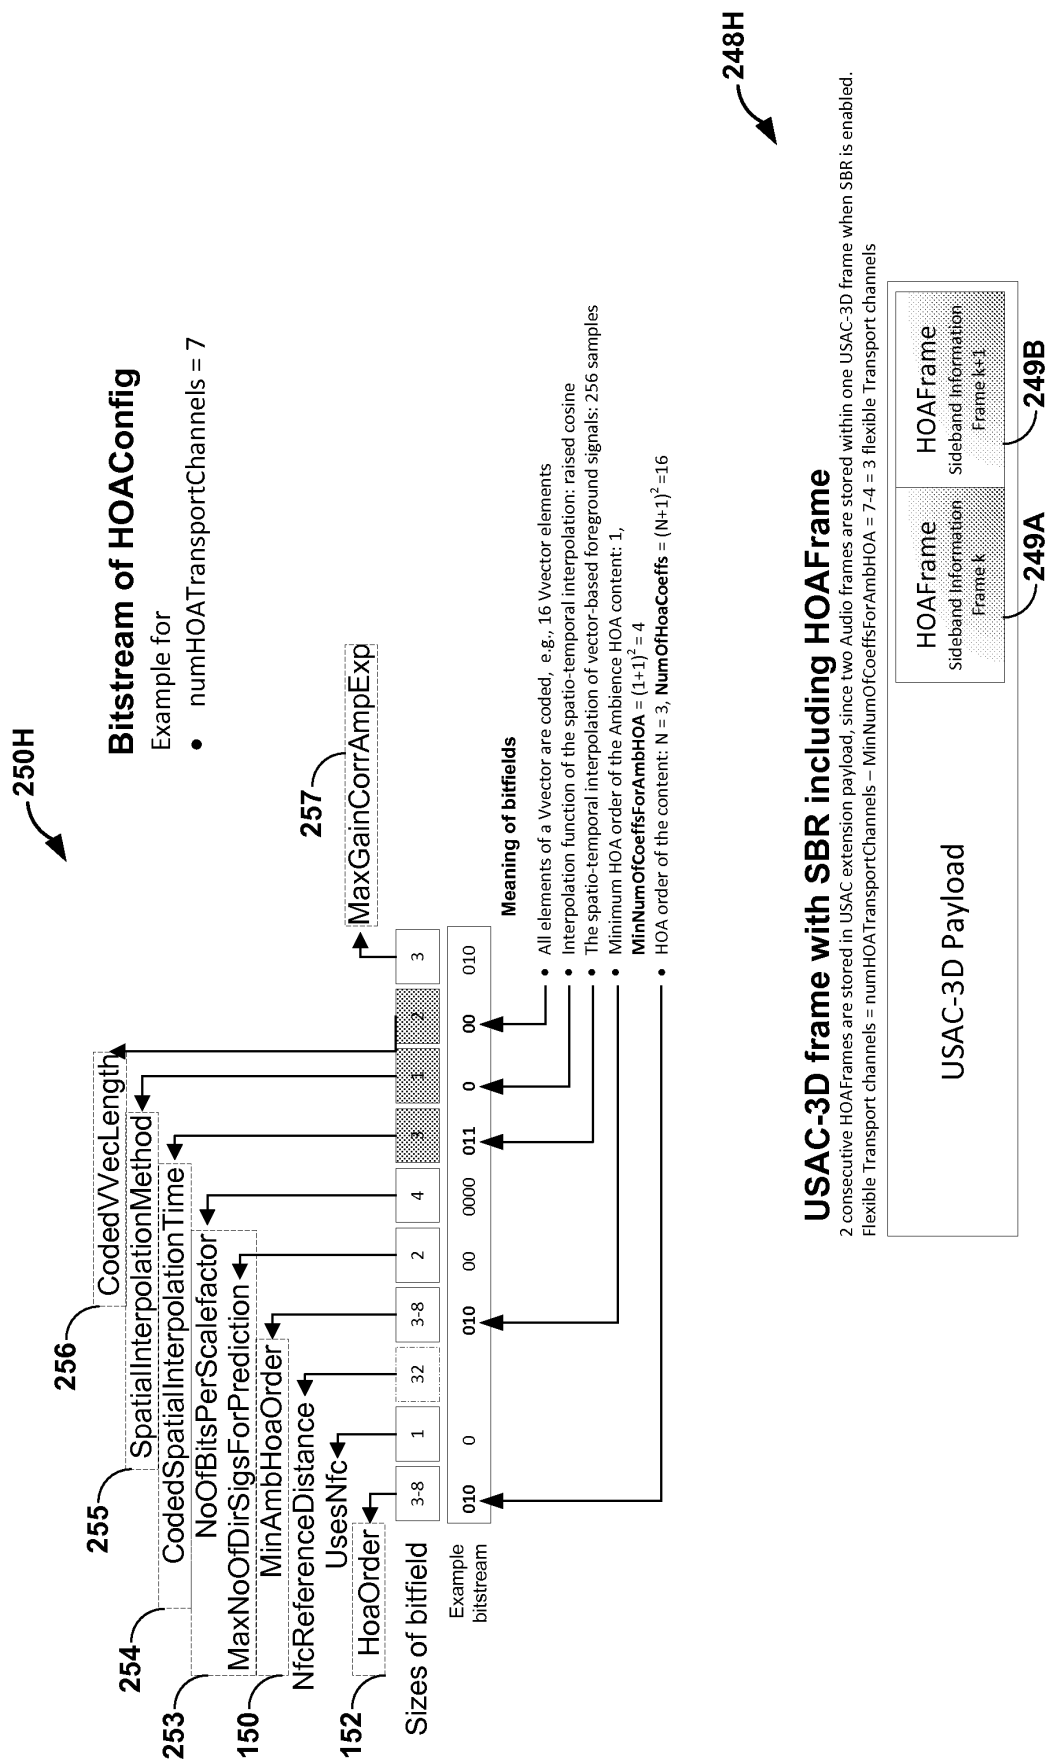 250H
Bitstream of HOAConfig
Example for
• numHOATransportChannels = 7
256
CodedVVecLength
255
SpatialInterpolationMethod
254
CodedSpatialInterpolationTime
253
NoOfBitsPerScalefactor
MaxNoOfDirSigsForPrediction
150
MinAmbHoaOrder
NfcReferenceDistance
UsesNfc
152
HoaOrder
257
MaxGainCorrAmpExp
Sizes of bitfield
3-8 1 32 3-8 2 4 3 1 2 3
Example
bitstream
010 0 010 00 0000 011 0 00 010
Meaning of bitfields
• All elements of a Vvector are coded, e.g., 16 Vvector elements
• Interpolation function of the spatio-temporal interpolation: raised cosine
• The spatio-temporal interpolation of vector-based foreground signals: 256 samples
• Minimum HOA order of the Ambience HOA content: 1,
MinNumOfCoeffsForAmbHOA = (1+1)² = 4
• HOA order of the content: N = 3, NumOfHoaCoeffs = (N+1)² =16
248H
USAC-3D frame with SBR including HOAFrame
2 consecutive HOAFrames are stored in USAC extension payload, since two Audio frames are stored within one USAC-3D frame when SBR is enabled.
Flexible Transport channels = numHOATransportChannels – MinNumOfCoeffsForAmbHOA = 7-4 = 3 flexible Transport channels
USAC-3D Payload
HOAFrame
Sideband Information
Frame k
HOAFrame
Sideband Information
Frame k+1
249A
249B